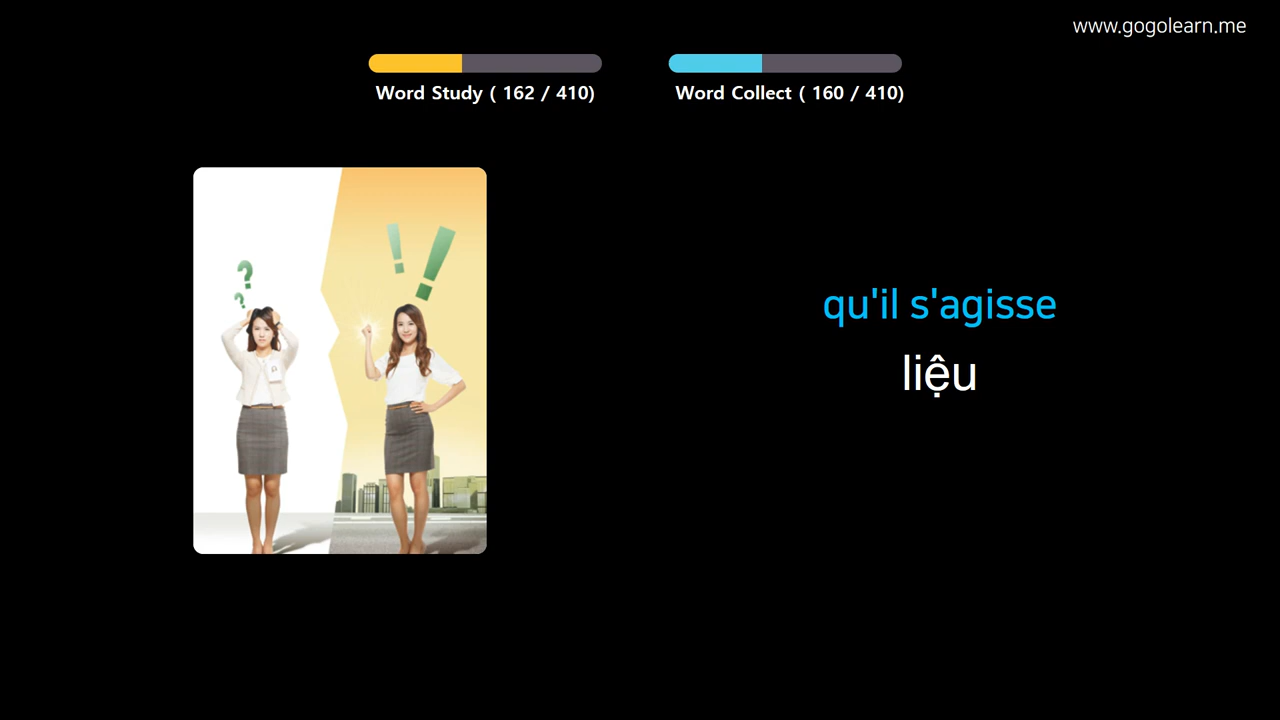 www.gogolearn.me
Word Study ( 162 / 410)
Word Collect ( 160 / 410)
? ?
! !
qu'il s'agisse
liệu